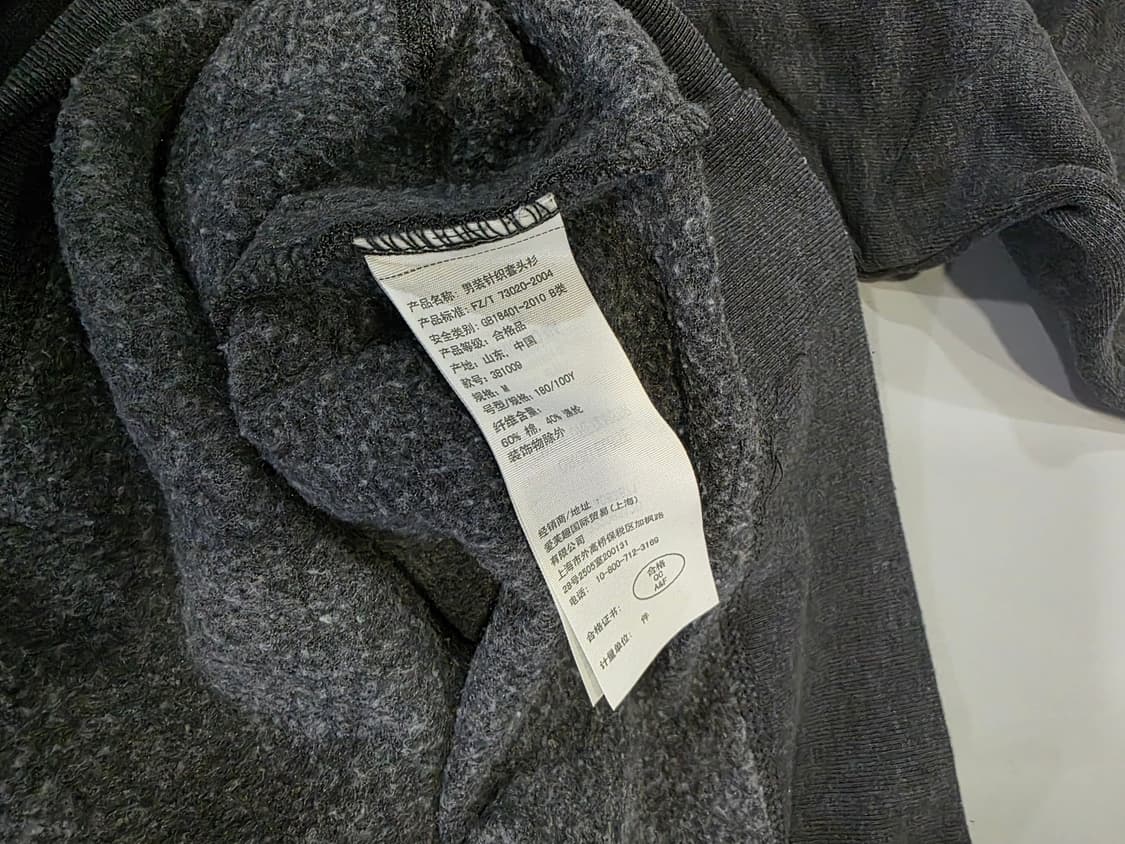 产品名称: 男装针织套头衫
产品标准: FZ/T 73020-2004
安全类别: GB18401-2010 B类
产品等级: 合格品
产地: 山东, 中国
款号: 381009
规格: M
号型/规格: 180/100Y
纤维含量:
60% 棉, 40% 涤纶
装饰物除外
经销商/地址:
爱芙趣国际贸易(上海)
有限公司
上海市外高桥保税区加枫路
28号2505室200131
电话: 10-800-712-3169
合格证书:
合格
QC
A&F
计量单位: 件